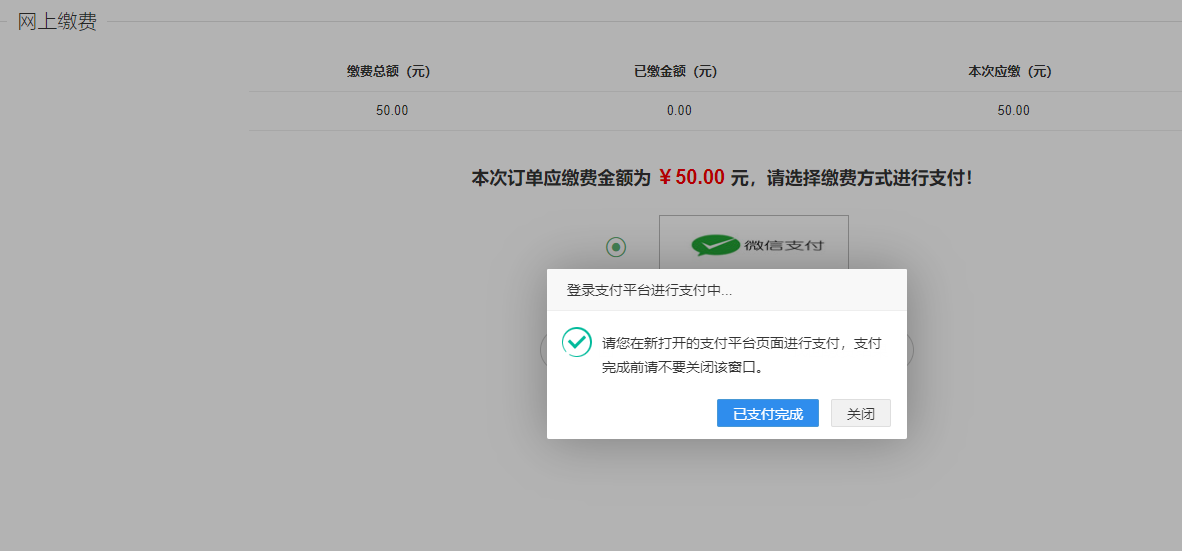 网上缴费
缴费总额（元） 已缴金额（元） 本次应缴（元）
50.00 0.00 50.00
本次订单应缴费金额为 ￥50.00 元，请选择缴费方式进行支付！
微信支付
登录支付平台进行支付中...
请您在新打开的支付平台页面进行支付，支付
完成前请不要关闭该窗口。
已支付完成 关闭